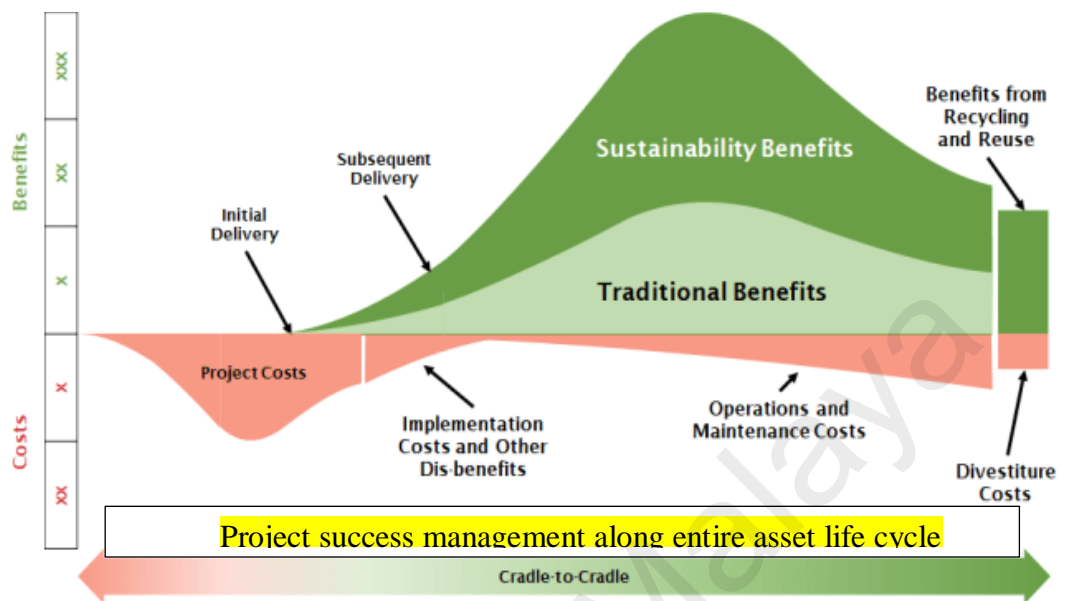 Benefits
xxx
xx
x
Costs
x
xx
Initial
Delivery
Subsequent
Delivery
Sustainability Benefits
Traditional Benefits
Benefits from
Recycling
and Reuse
Project Costs
Implementation
Costs and Other
Dis-benefits
Operations and
Maintenance Costs
Divestiture
Costs
Project success management along entire asset life cycle
Cradle-to-Cradle
Malaya